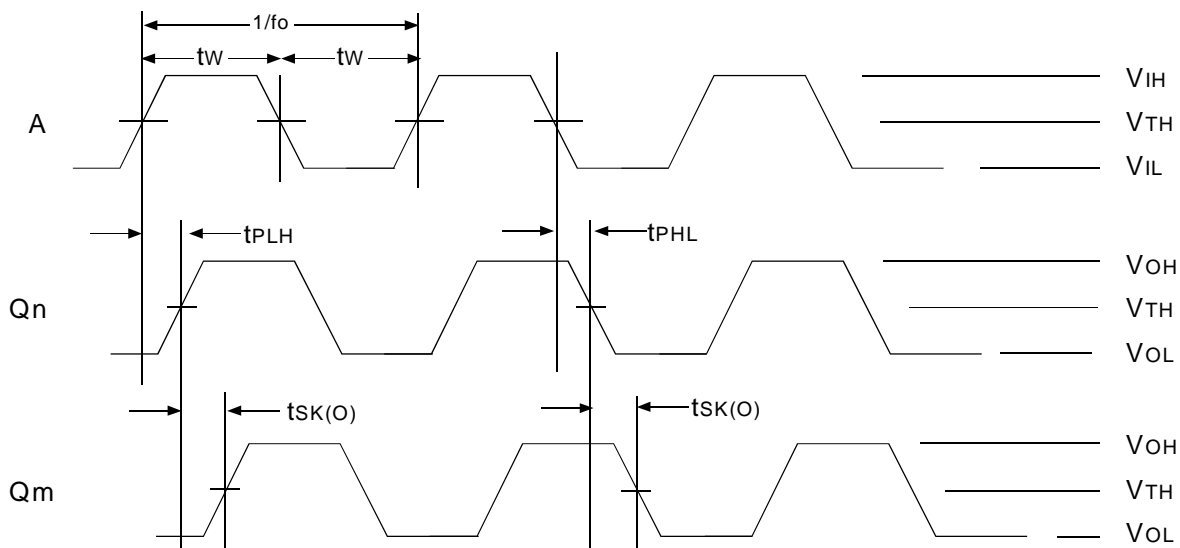 1/fo
tW tW
VIH
A
VTH
VIL
tPLH
tPHL
VOH
Qn
VTH
VOL
tSK(O)
tSK(O)
VOH
Qm
VTH
VOL